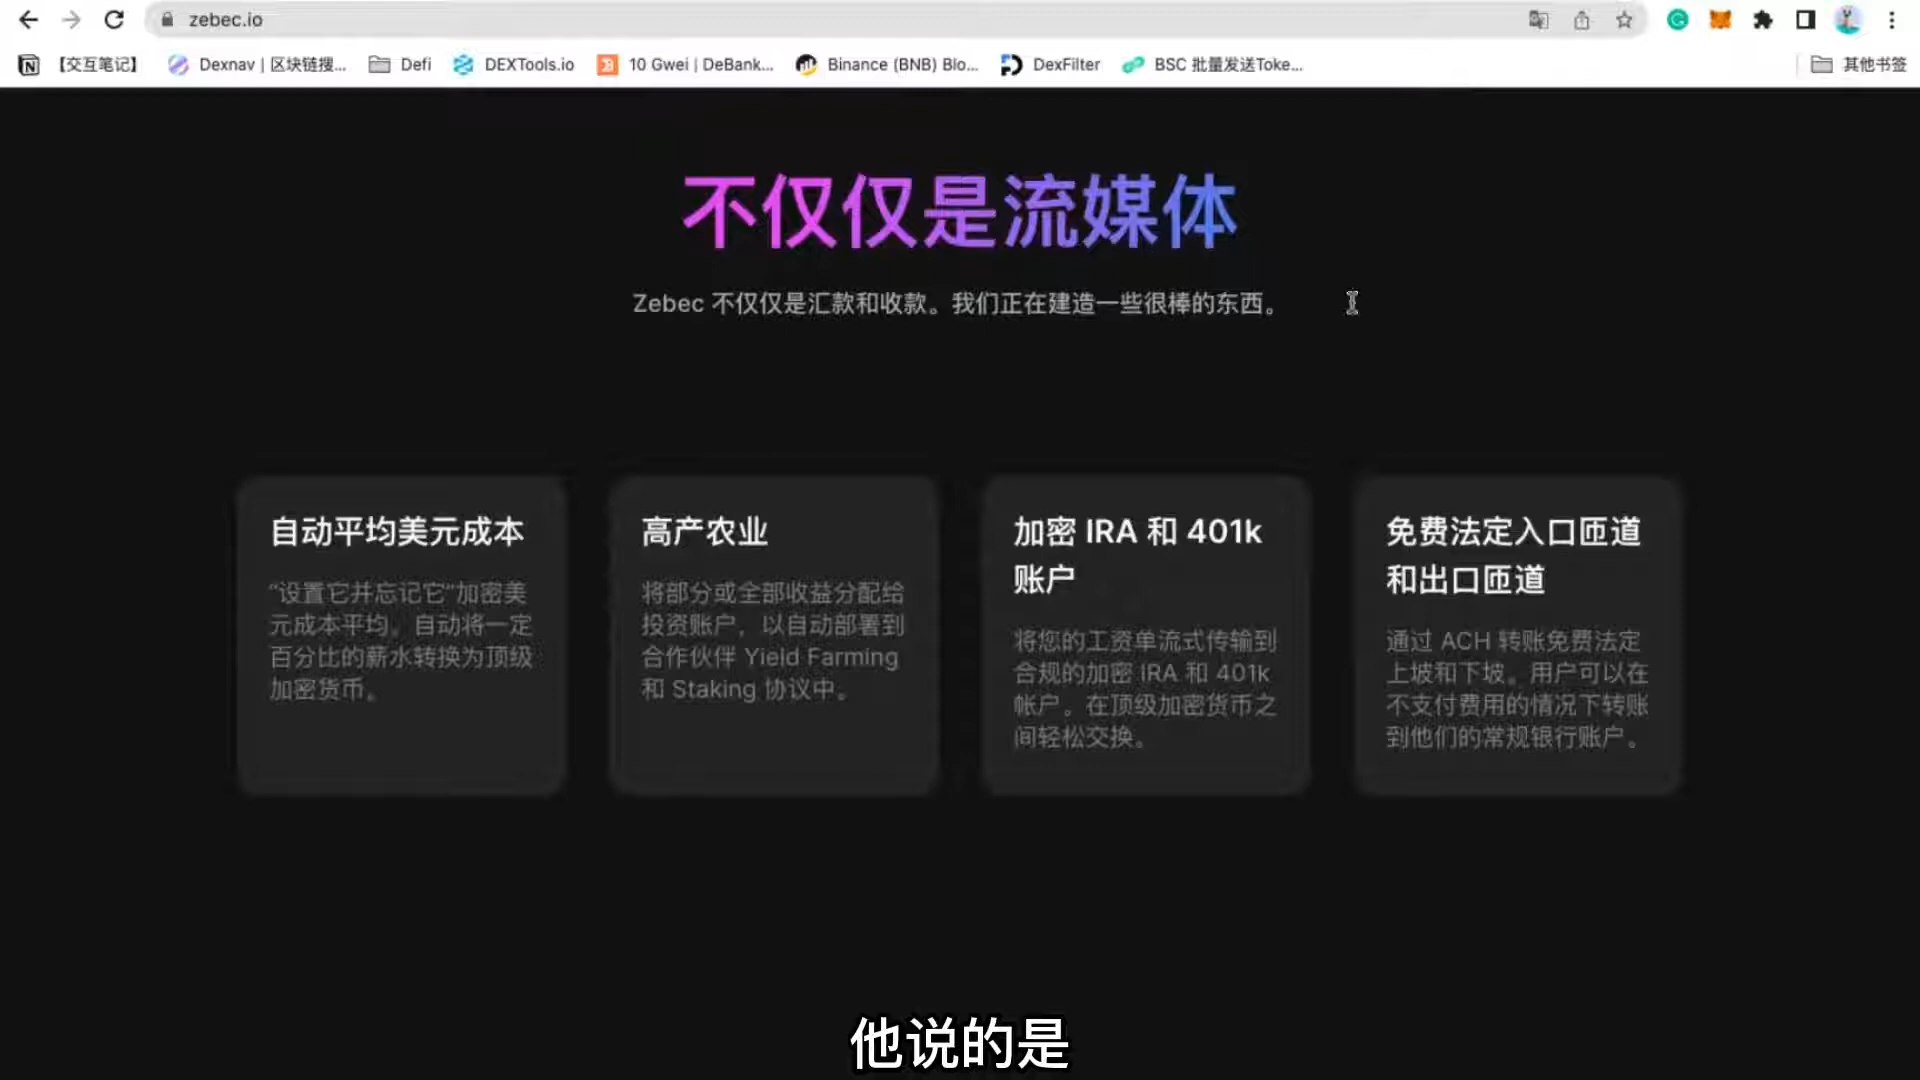 zebec.io
【交互笔记】
Dexnav | 区块链搜...
Defi
DEXTools.io
10 Gwei | DeBank...
Binance (BNB) Blo...
DexFilter
BSC 批量发送Toke...
其他书签
不仅仅是流媒体
Zebec 不仅仅是汇款和收款。我们正在建造一些很棒的东西。
自动平均美元成本
“设置它并忘记它”加密美
元成本平均。自动将一定
百分比的薪水转换为顶级
加密货币。
高产农业
将部分或全部收益分配给
投资账户，以自动部署到
合作伙伴 Yield Farming
和 Staking 协议中。
加密 IRA 和 401k
账户
将您的工资单流式传输到
合规的加密 IRA 和 401k
帐户。在顶级加密货币之
间轻松交换。
免费法定入口匝道
和出口匝道
通过 ACH 转账免费法定
上坡和下坡。用户可以在
不支付费用的情况下转账
到他们的常规银行账户。
他说的是